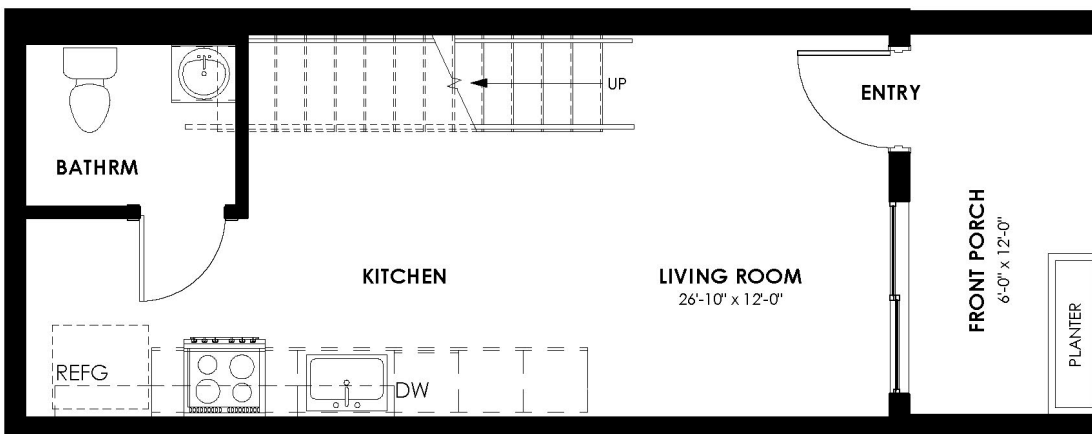 UP
ENTRY
BATHRM
KITCHEN
LIVING ROOM
26'-10" x 12'-0"
FRONT PORCH
6'-0" x 12'-0"
PLANTER
REFG
DW